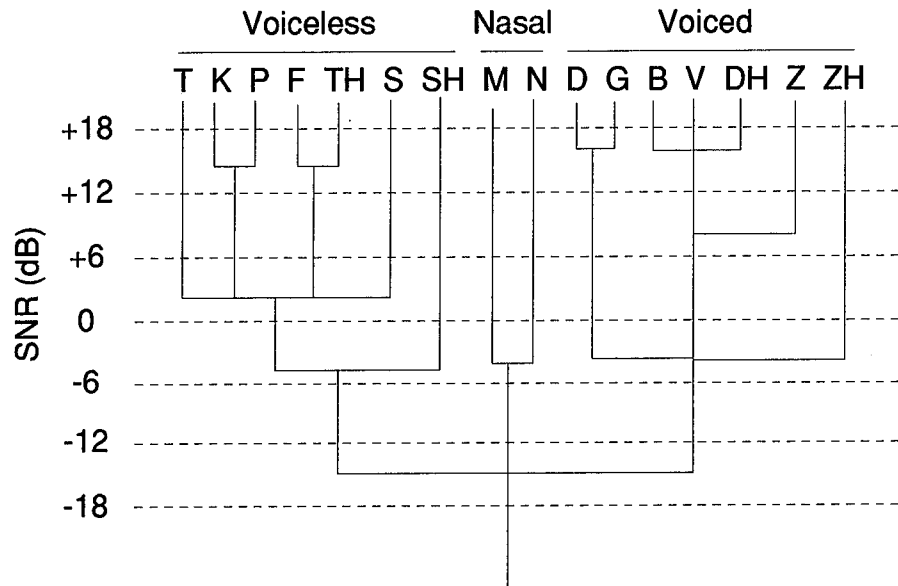 Voiceless Nasal Voiced
T K P F TH S SH M N D G B V DH Z ZH
+18
+12
+6
0
-6
-12
-18
SNR (dB)